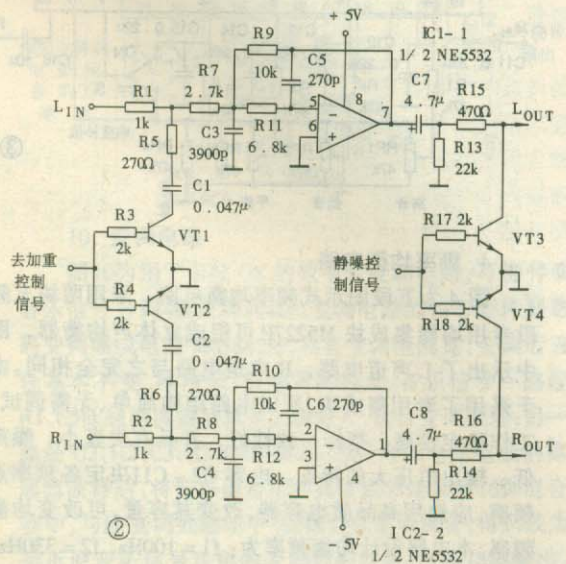 +5V
IC1-1
1/2 NE5532
R9
10k
C5
270p
R7
2.7k
R1
1k
L IN
R5
270Ω
C3
3900p
R11
6.8k
5
6
8
7
C7
4.7μ
R15
470Ω
L OUT
R13
22k
C1
0.047μ
R3
2k
VT1
去加重
控制
信号
R4
2k
VT2
R17 2k
VT3
静噪控
制信号
R18 2k
VT4
C2
0.047μ
R6
270Ω
R10
10k
C6 270p
R IN
R2
1k
R8
2.7k
R12
6.8k
C4
3900p
2
3
1
4
C8
4.7μ
R16
470Ω
R OUT
R14
22k
-5V
IC2-2
1/2 NE5532
②
③